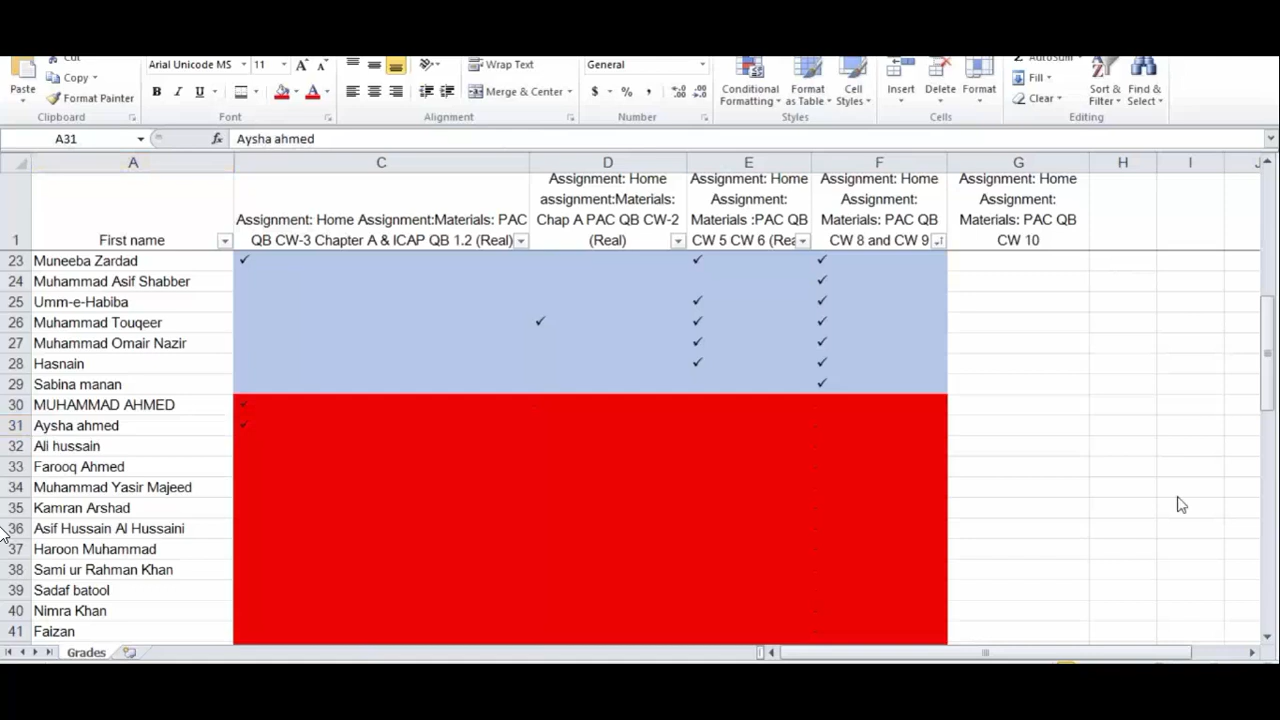 Cut
Arial Unicode MS 11 A A Wrap Text General AutoSum
Copy
Paste B I U Merge & Center $ % , Conditional Format Cell Insert Delete Format Fill Sort & Find &
Format Painter Formatting as Table Styles Clear Filter Select
Clipboard Font Alignment Number Styles Cells Editing
A31 fx Aysha ahmed
A C D E F G H I J
Assignment: Home Assignment: Home Assignment: Home Assignment: Home
assignment:Materials: Assignment: Assignment: Assignment:
Assignment: Home Assignment:Materials: PAC Chap A PAC QB CW-2 Materials :PAC QB Materials: PAC QB Materials: PAC QB
1 First name QB CW-3 Chapter A & ICAP QB 1.2 (Real) (Real) CW 5 CW 6 (Rea CW 8 and CW 9 CW 10
23 Muneeba Zardad ✓ ✓ ✓
24 Muhammad Asif Shabber ✓
25 Umm-e-Habiba ✓ ✓
26 Muhammad Touqeer ✓ ✓ ✓
27 Muhammad Omair Nazir ✓ ✓
28 Hasnain ✓ ✓
29 Sabina manan ✓
30 MUHAMMAD AHMED ✓
31 Aysha ahmed ✓
32 Ali hussain
33 Farooq Ahmed
34 Muhammad Yasir Majeed
35 Kamran Arshad
36 Asif Hussain Al Hussaini
37 Haroon Muhammad
38 Sami ur Rahman Khan
39 Sadaf batool
40 Nimra Khan
41 Faizan
Grades